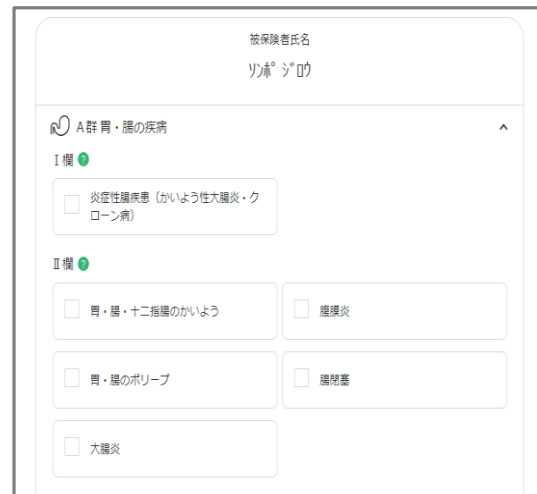 被保険者氏名
リンポ ジロウ
A群 胃・腸の疾病
Ⅰ欄 ?
炎症性腸疾患（かいよう性大腸炎・ク
ローン病）
Ⅱ欄 ?
胃・腸・十二指腸のかいよう
腹膜炎
胃・腸のポリープ
腸閉塞
大腸炎